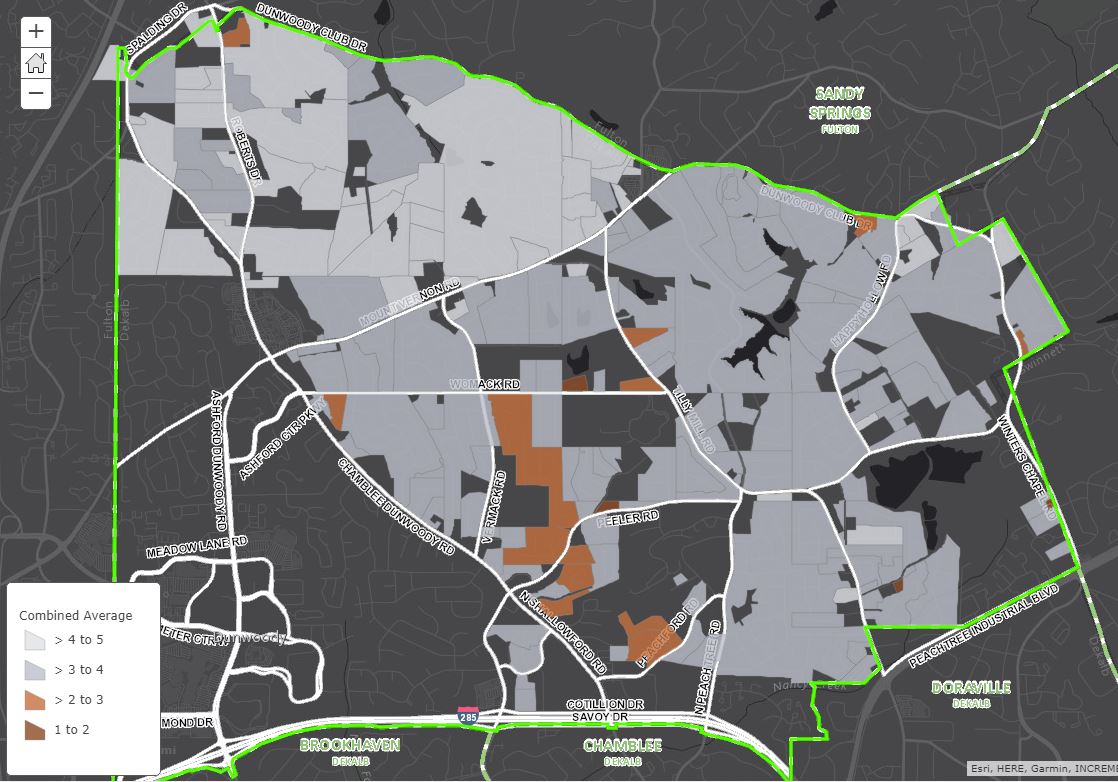 +
−
SPALDING DR
DUNWOODY CLUB DR
ROBERTS DR
SANDY
SPRINGS
FULTON
Fulton
DUNWOODY CLUB DR
MOUNT VERNON RD
HAPPY HOLLOW RD
Fulton
Dekalb
Gwinnett
WOMACK RD
TILLY MILL RD
ASHFORD CTR PK
ASHFORD DUNWOODY RD
CHAMBLEE DUNWOODY RD
VERMACK RD
PEELER RD
WINTERS CHAPEL RD
MEADOW LANE RD
Dunwoody
N SHALLOWFORD RD
PEACHFORD RD
N PEACHTREE RD
PEACHTREE INDUSTRIAL BLVD
Dekalb
Nancy Creek
DORAVILLE
DEKALB
MOND DR
285
COTILLION DR
SAVOY DR
BROOKHAVEN
DEKALB
CHAMBLEE
DEKALB
Combined Average
> 4 to 5
> 3 to 4
> 2 to 3
1 to 2
Esri, HERE, Garmin, INCREM